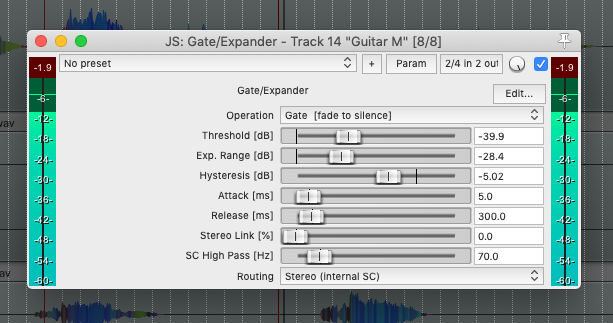 JS: Gate/Expander - Track 14 "Guitar M" [8/8]
-1.9 No preset + Param 2/4 in 2 out -1.9
-6- -6-
Gate/Expander Edit...
-12- -12-
Operation Gate [fade to silence]
-18- Threshold [dB] -39.9 -18-
-24- Exp. Range [dB] -28.4 -24-
-30- Hysteresis [dB] -5.02 -30-
-36- Attack [ms] 5.0 -36-
-42- Release [ms] 300.0 -42-
-48- Stereo Link [%] 0.0 -48-
-54- SC High Pass [Hz] 70.0 -54-
-60- Routing Stereo (internal SC) -60-